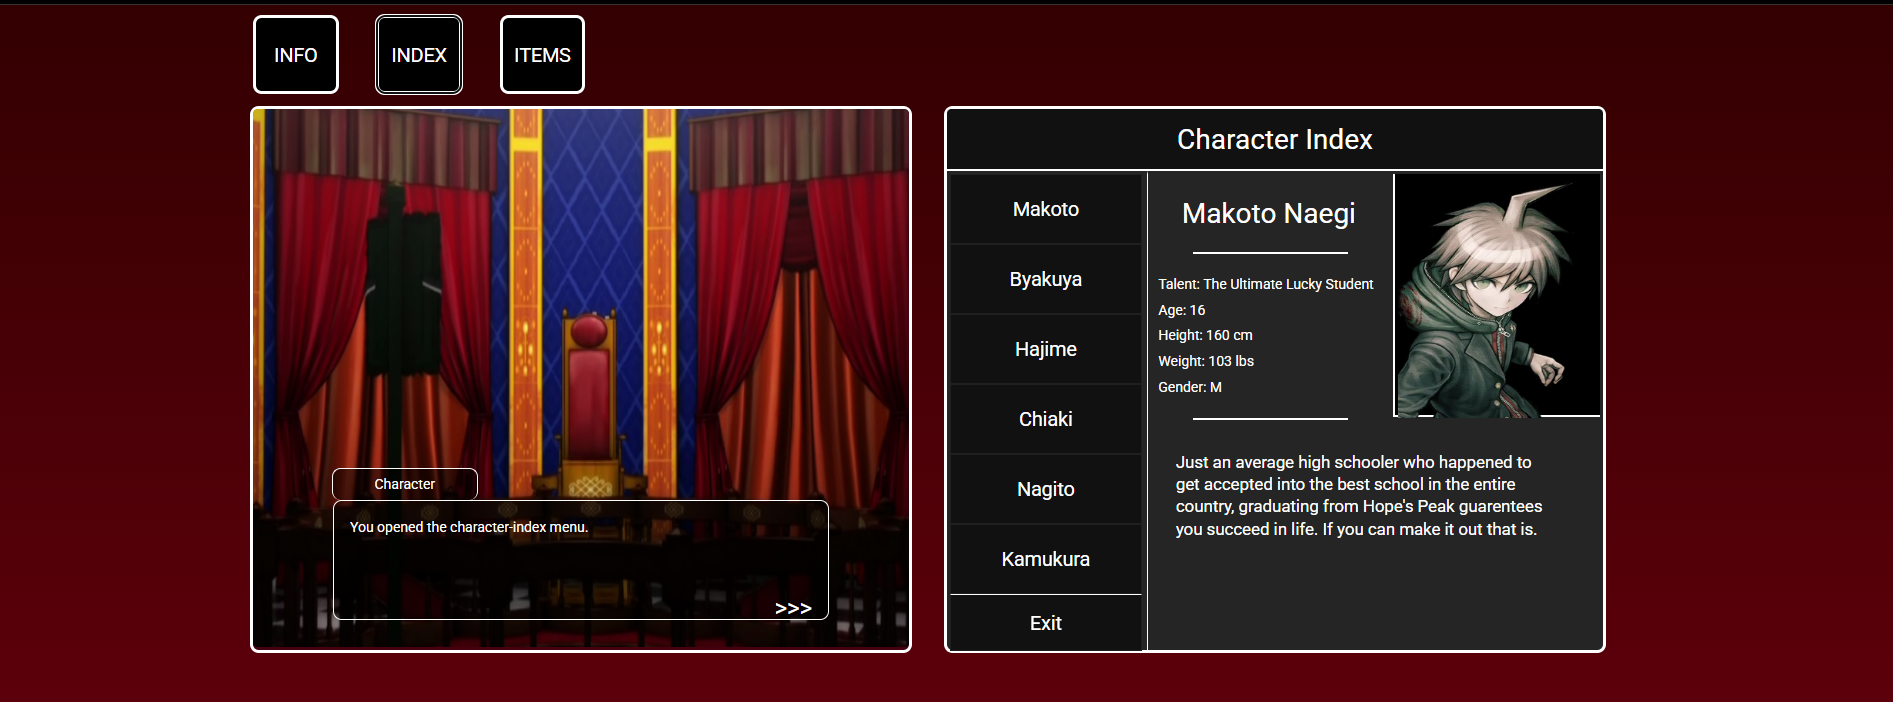 INFO
INDEX
ITEMS
Character
You opened the character-index menu.
>>>
Character Index
Makoto
Byakuya
Hajime
Chiaki
Nagito
Kamukura
Exit
Makoto Naegi
Talent: The Ultimate Lucky Student
Age: 16
Height: 160 cm
Weight: 103 lbs
Gender: M
Just an average high schooler who happened to
get accepted into the best school in the entire
country, graduating from Hope's Peak guarentees
you succeed in life. If you can make it out that is.